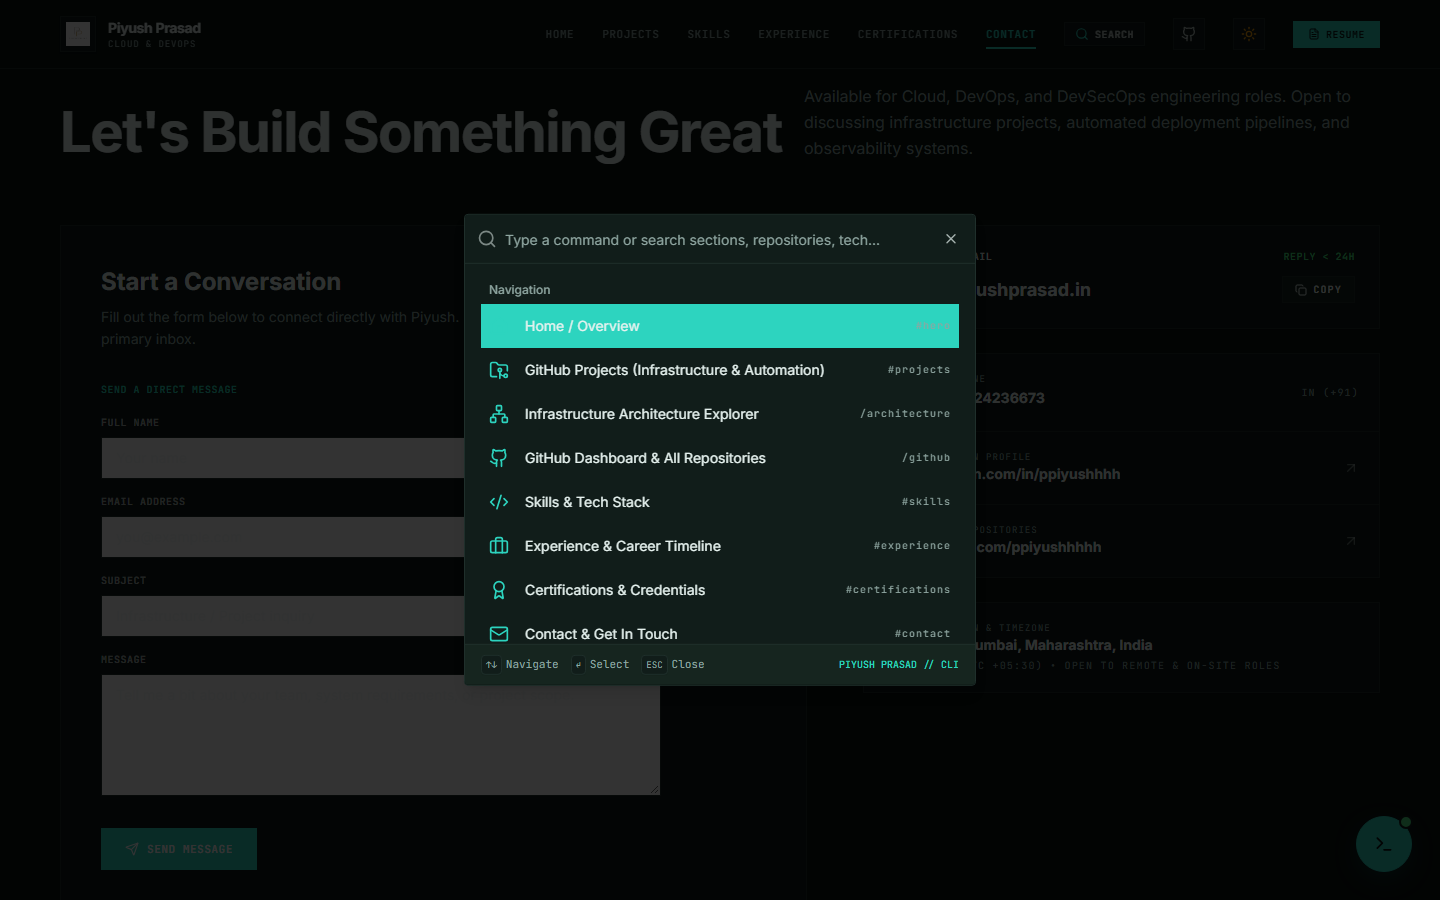 Piyush Prasad
CLOUD & DEVOPS
HOME
PROJECTS
SKILLS
EXPERIENCE
CERTIFICATIONS
CONTACT
SEARCH
RESUME
Let's Build Something Great
Available for Cloud, DevOps, and DevSecOps engineering roles. Open to
discussing infrastructure projects, automated deployment pipelines, and
observability systems.
Start a Conversation
Fill out the form below to connect directly with Piyush.
primary inbox.
SEND A DIRECT MESSAGE
FULL NAME
EMAIL ADDRESS
SUBJECT
MESSAGE
SEND MESSAGE
Type a command or search sections, repositories, tech...
Navigation
Home / Overview
GitHub Projects (Infrastructure & Automation) #projects
Infrastructure Architecture Explorer /architecture
GitHub Dashboard & All Repositories /github
Skills & Tech Stack #skills
Experience & Career Timeline #experience
Certifications & Credentials #certifications
Contact & Get In Touch #contact
↑↓ Navigate ↲ Select ESC Close PIYUSH PRASAD // CLI
AIL
REPLY < 24H
ushprasad.in
COPY
NE
24236673
IN (+91)
N PROFILE
n.com/in/ppiyushhhh
POSITORIES
com/ppiyushhhhh
N & TIMEZONE
umbai, Maharashtra, India
C +05:30) • OPEN TO REMOTE & ON-SITE ROLES